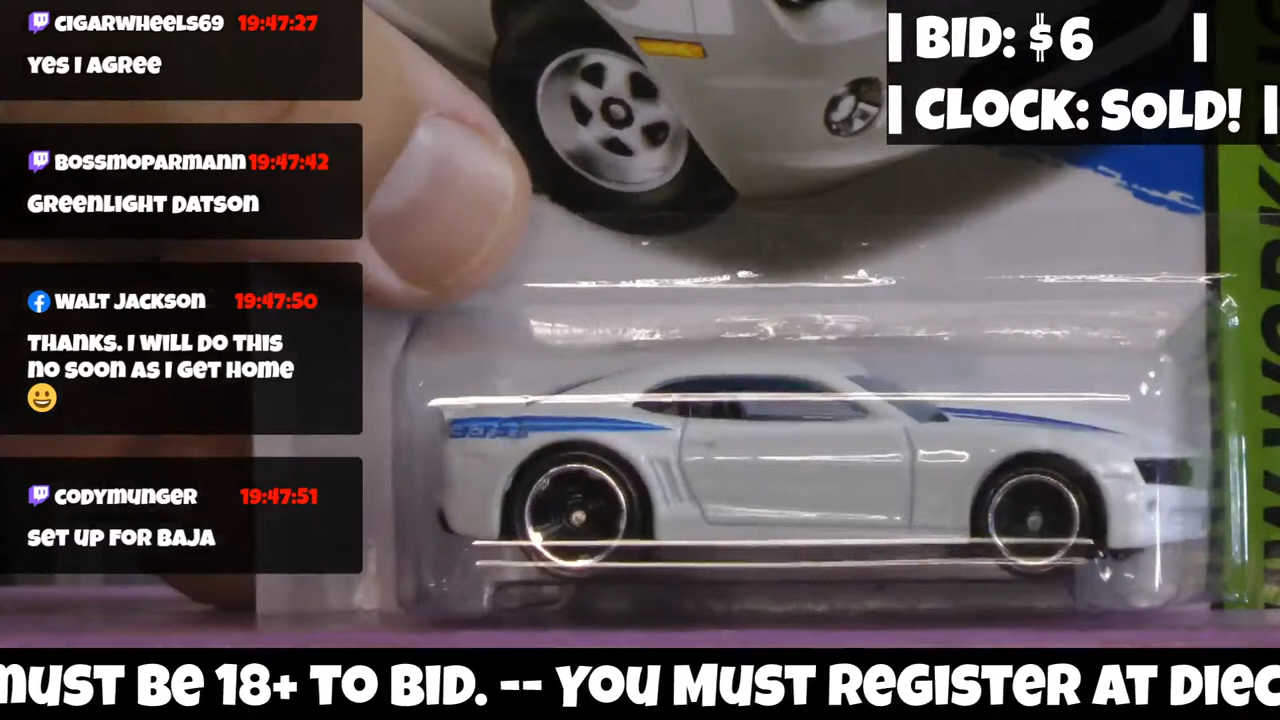 CIGARWHEELS69 19:47:27
YES I AGREE
BOSSMOPARMANN 19:47:42
GREENLIGHT DATSON
WALT JACKSON 19:47:50
THANKS. I WILL DO THIS
NO SOON AS I GET HOME
😀
CODYMUNGER 19:47:51
SET UP FOR BAJA
| BID: $6 |
| CLOCK: SOLD! |
MUST BE 18+ TO BID. -- YOU MUST REGISTER AT DIEC